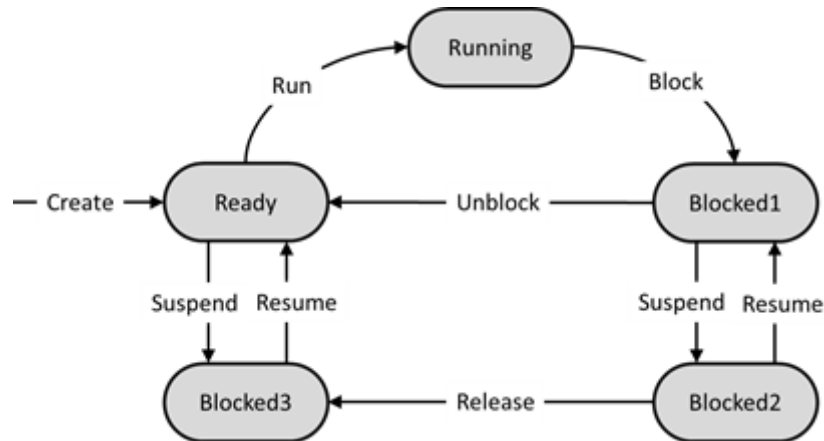 Running
Run
Block
Create
Ready
Unblock
Blocked1
Suspend
Resume
Suspend
Resume
Blocked3
Release
Blocked2